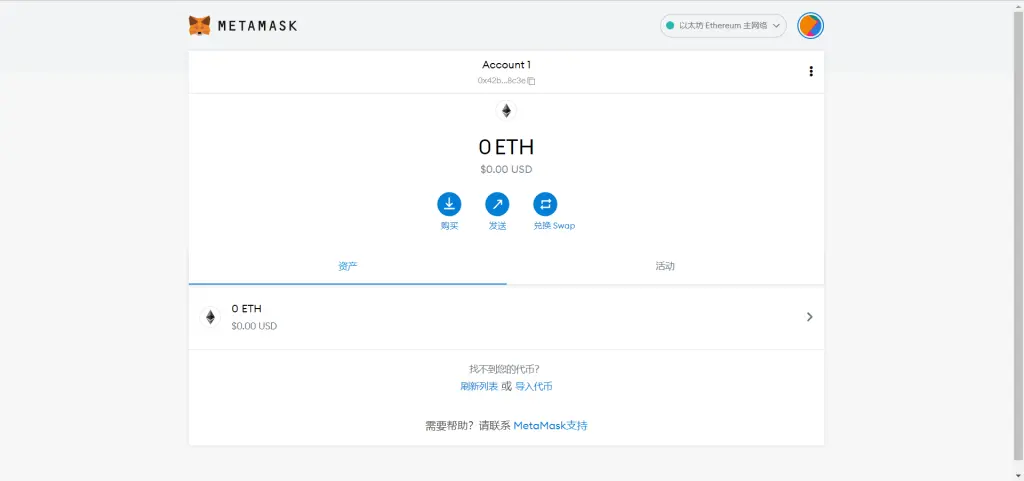 METAMASK
以太坊 Ethereum 主网络
Account 1
0x42b...8c3e
0 ETH
$0.00 USD
购买 发送 兑换 Swap
资产 活动
0 ETH
$0.00 USD
找不到您的代币?
刷新列表 或 导入代币
需要帮助? 请联系 MetaMask支持